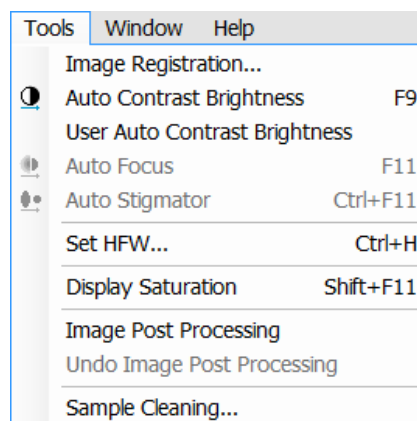 Tools Window Help
Image Registration...
Auto Contrast Brightness F9
User Auto Contrast Brightness
Auto Focus F11
Auto Stigmator Ctrl+F11
Set HFW... Ctrl+H
Display Saturation Shift+F11
Image Post Processing
Undo Image Post Processing
Sample Cleaning...